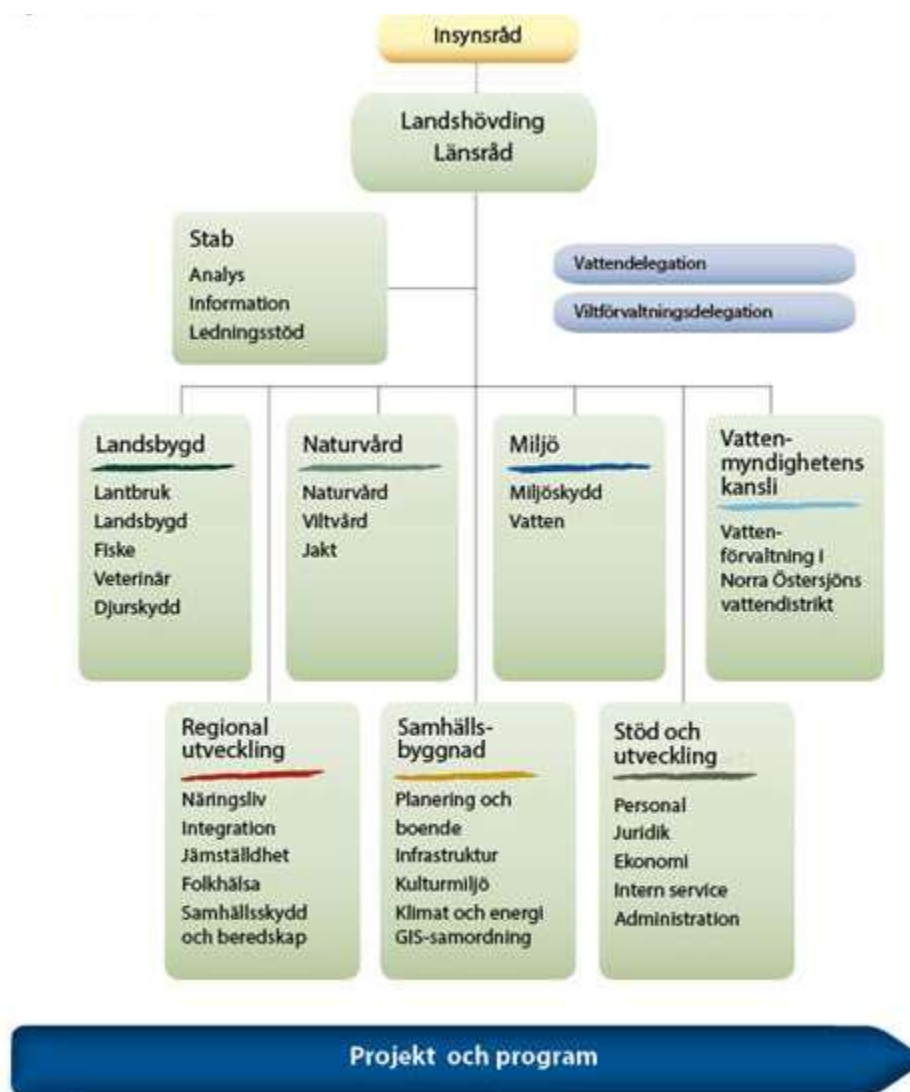 Insynsråd
Landshövding
Länsråd
Stab
Analys
Information
Ledningsstöd
Vattendelegation
Viltförvaltningsdelegation
Landsbygd
Lantbruk
Landsbygd
Fiske
Veterinär
Djurskydd
Naturvård
Naturvård
Viltvård
Jakt
Miljö
Miljöskydd
Vatten
Vatten-
myndighetens
kansli
Vatten-
förvaltning i
Norra Östersjöns
vattendistrikt
Regional
utveckling
Näringsliv
Integration
Jämställdhet
Folkhälsa
Samhällsskydd
och beredskap
Samhälls-
byggnad
Planering och
boende
Infrastruktur
Kulturmiljö
Klimat och energi
GIS-samordning
Stöd och
utveckling
Personal
Juridik
Ekonomi
Intern service
Administration
Projekt och program